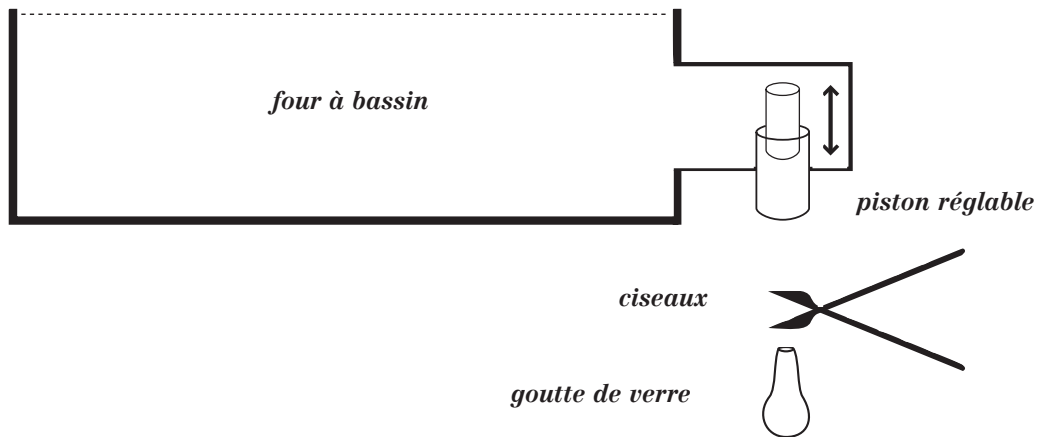 four à bassin
piston réglable
ciseaux
goutte de verre